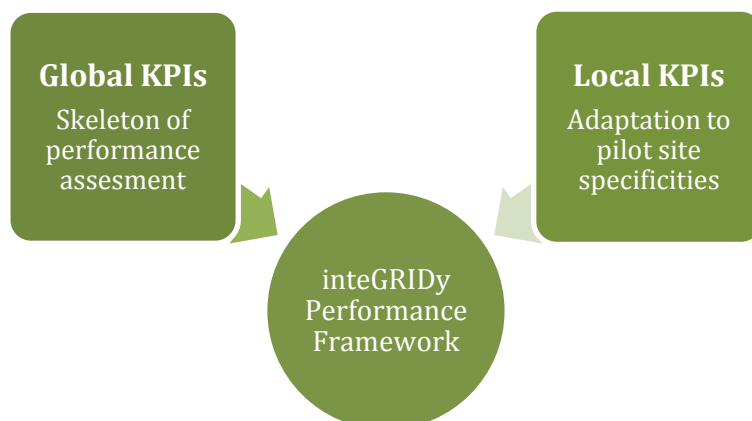 Global KPIs
Skeleton of
performance
assesment
Local KPIs
Adaptation to
pilot site
specificities
inteGRIDy
Performance
Framework